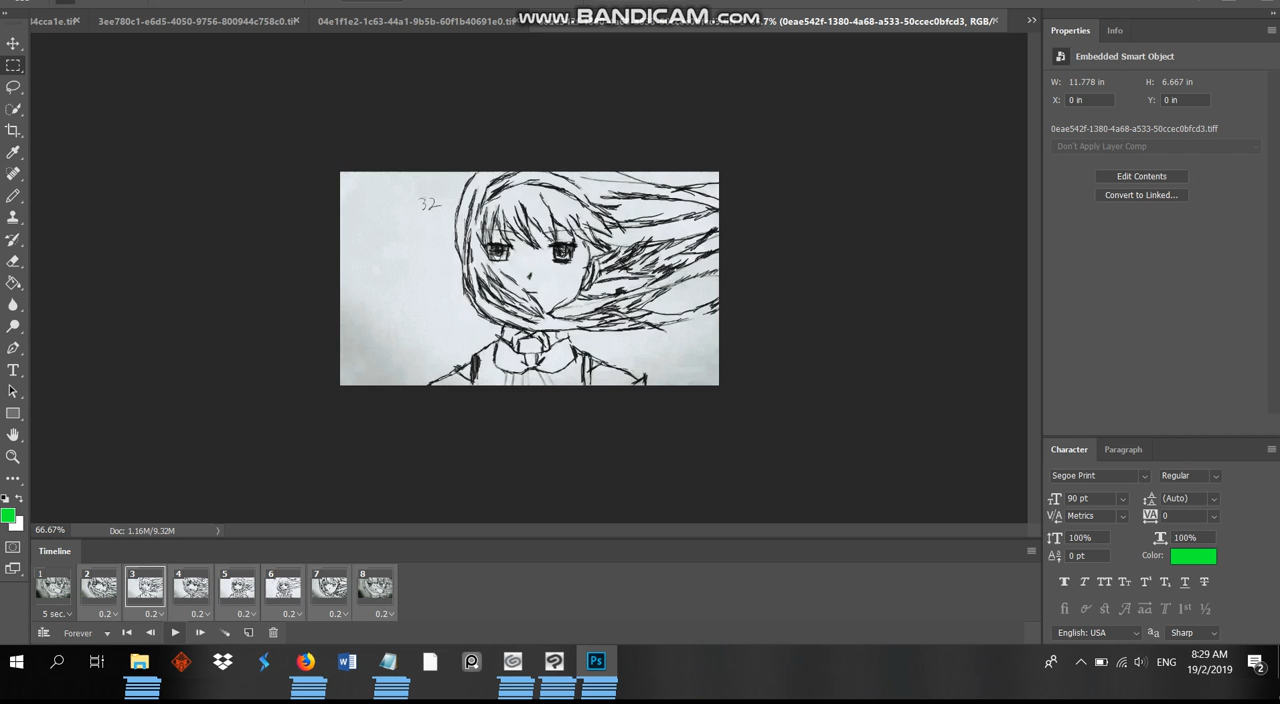 www.BANDICAM.com
4cca1e.tif
3ee780c1-e6d5-4050-9756-800944c758c0.tif
04e1f1e2-1c63-44a1-9b5b-60f1b40691e0.tif
.7% (0eae542f-1380-4a68-a533-50ccec0bfcd3, RGB/
Properties
Info
Embedded Smart Object
W: 11.778 in
H: 6.667 in
X: 0 in
Y: 0 in
0eae542f-1380-4a68-a533-50ccec0bfcd3.tiff
Don't Apply Layer Comp
Edit Contents
Convert to Linked...
32
Character
Paragraph
Segoe Print
Regular
90 pt
(Auto)
Metrics
0
100%
100%
0 pt
Color:
English: USA
Sharp
66.67%
Doc: 1.16M/9.32M
Timeline
1
2
3
4
5
6
7
8
5 sec.
0.2
0.2
0.2
0.2
0.2
0.2
0.2
Forever
Ps
ENG
8:29 AM
19/2/2019
2